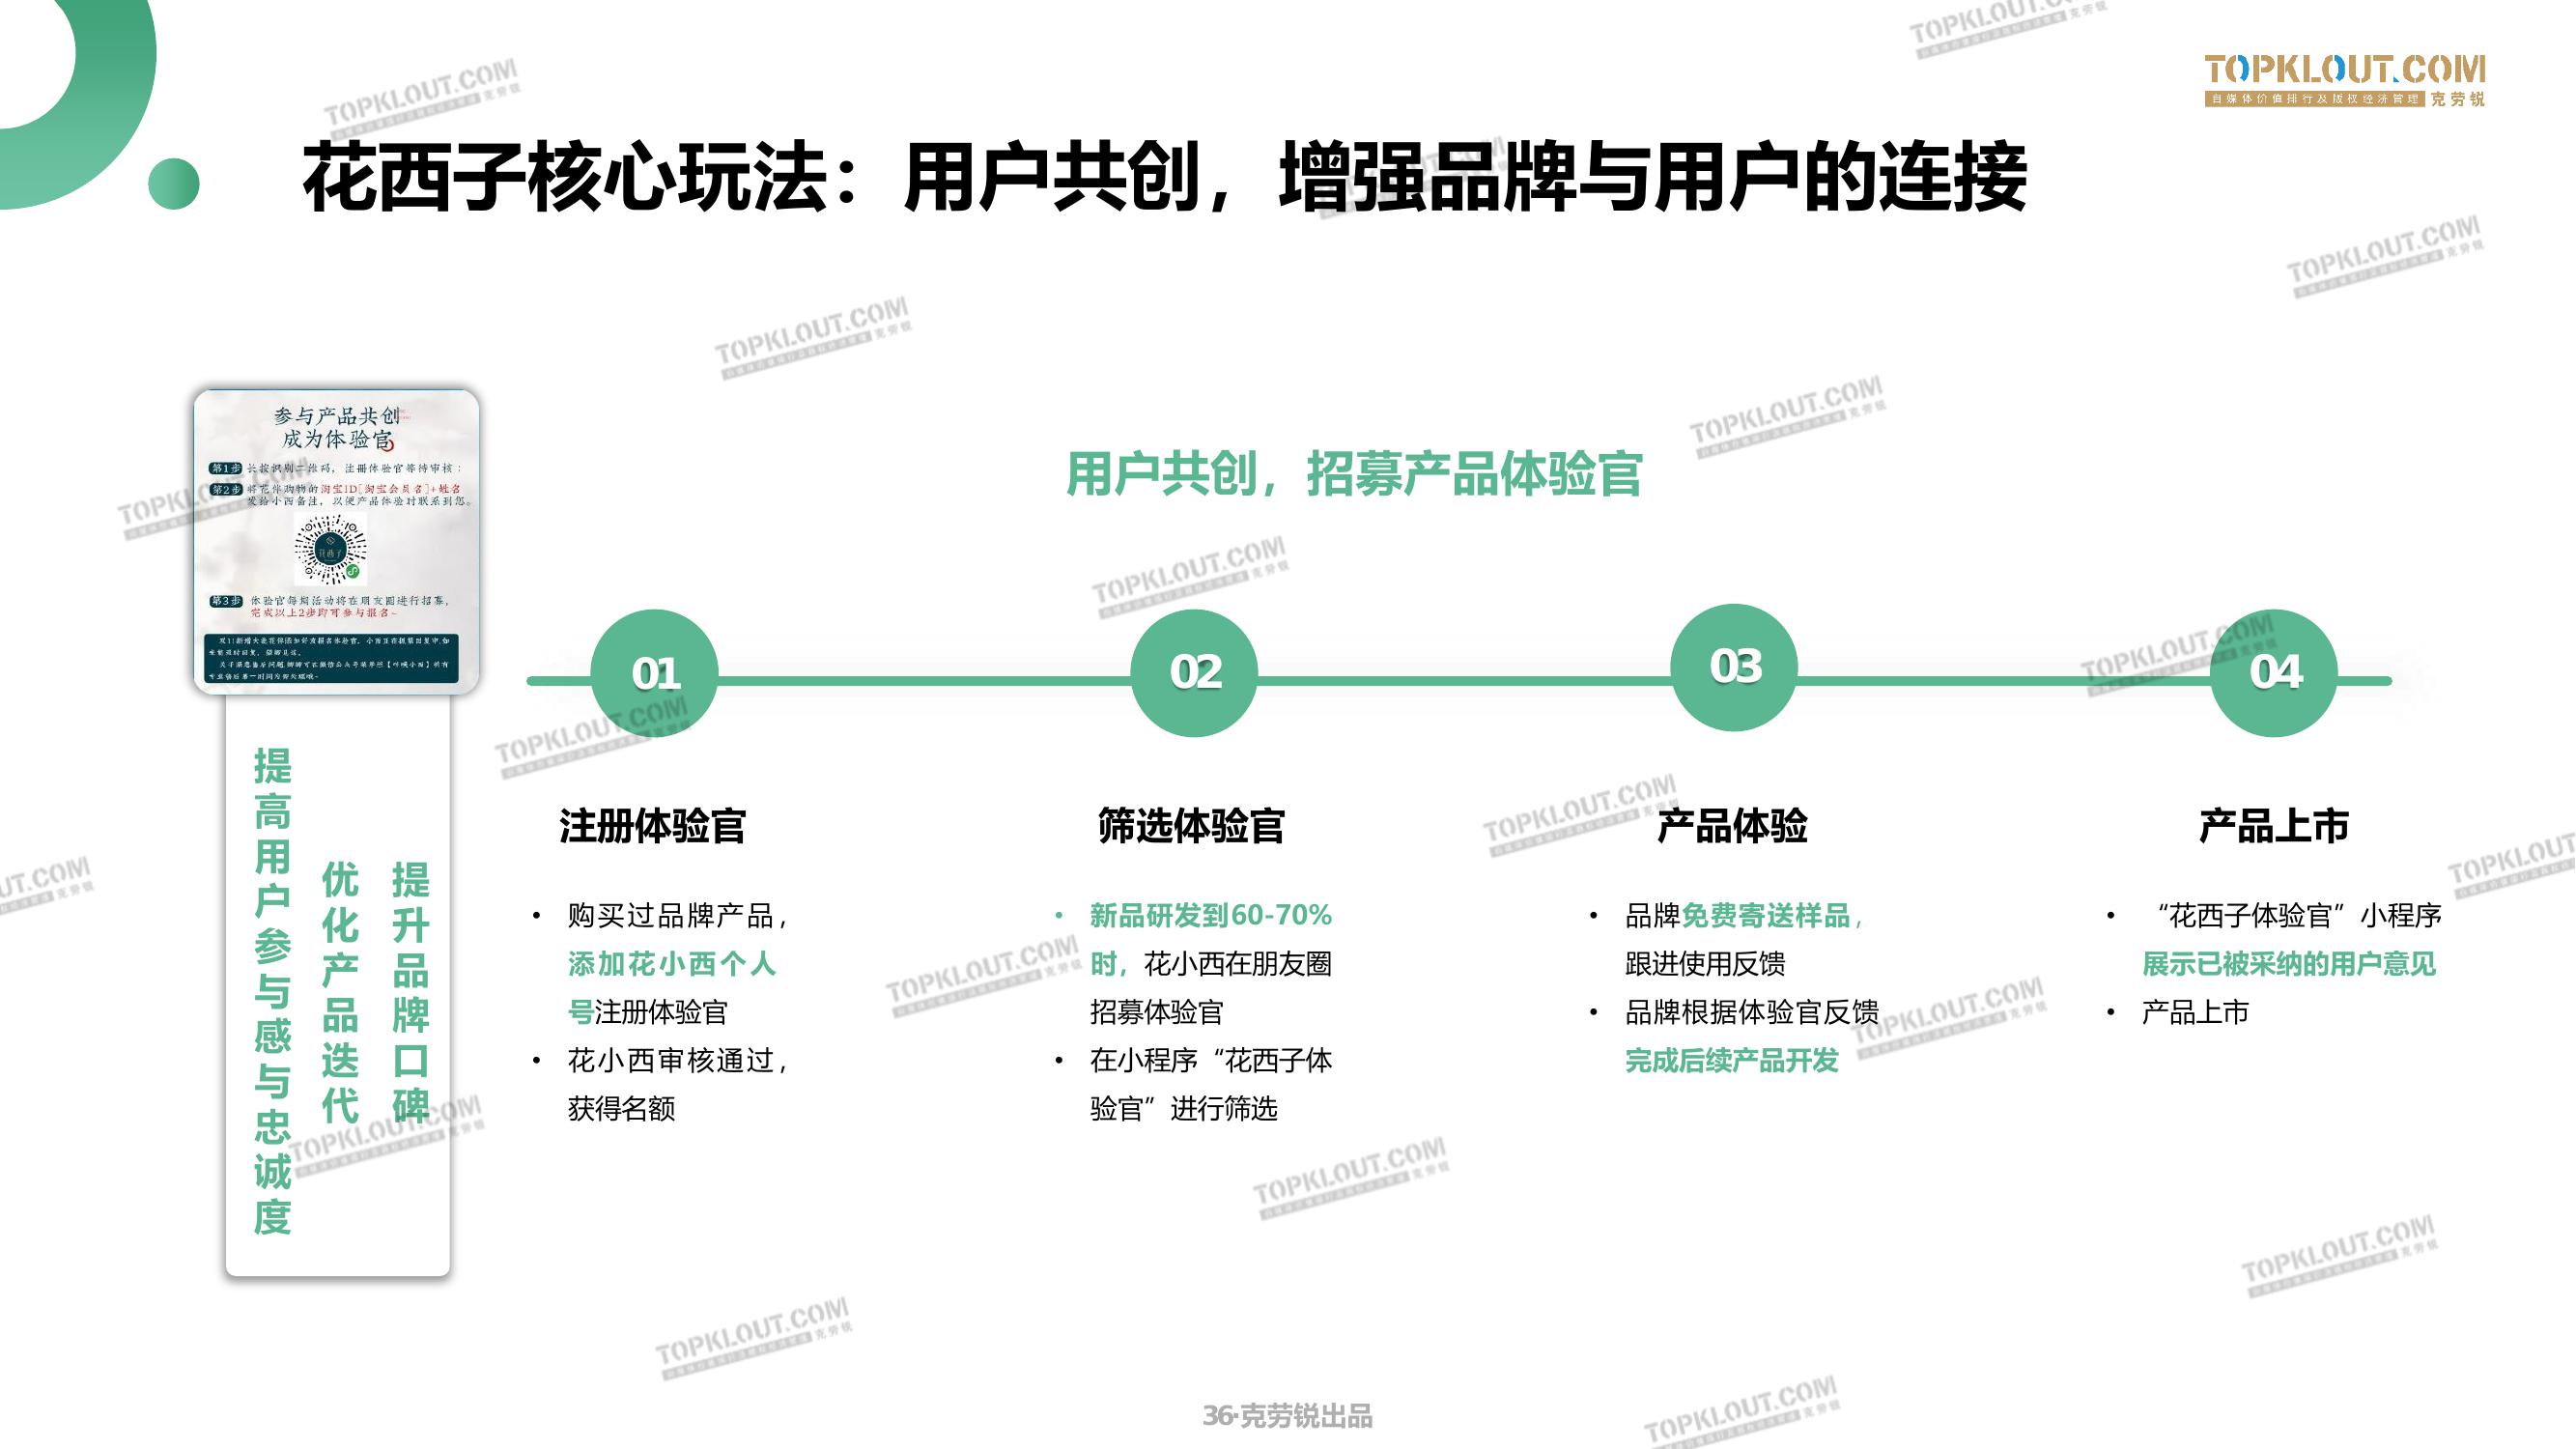 TOPKLOUT.COM
自媒体价值排行及版权经济管理 克劳锐
花西子核心玩法：用户共创，增强品牌与用户的连接
参与产品共创
成为体验官
第1步 长按识别二维码，注册体验官等待审核；
第2步 将花伴购物的淘宝ID[淘宝会员名]+姓名
发给小西备注，以便产品体验时联系到您。
花西子
第3步 体验官每期活动将在朋友圈进行招募，
完成以上2步即可参与报名~
用户共创，招募产品体验官
01
02
03
04
提高用户参与感与忠诚度
优化产品迭代
提升品牌口碑
注册体验官
• 购买过品牌产品，
添加花小西个人
号注册体验官
• 花小西审核通过，
获得名额
筛选体验官
• 新品研发到60-70%
时，花小西在朋友圈
招募体验官
• 在小程序“花西子体
验官”进行筛选
产品体验
• 品牌免费寄送样品，
跟进使用反馈
• 品牌根据体验官反馈
完成后续产品开发
产品上市
• “花西子体验官”小程序
展示已被采纳的用户意见
• 产品上市
36·克劳锐出品